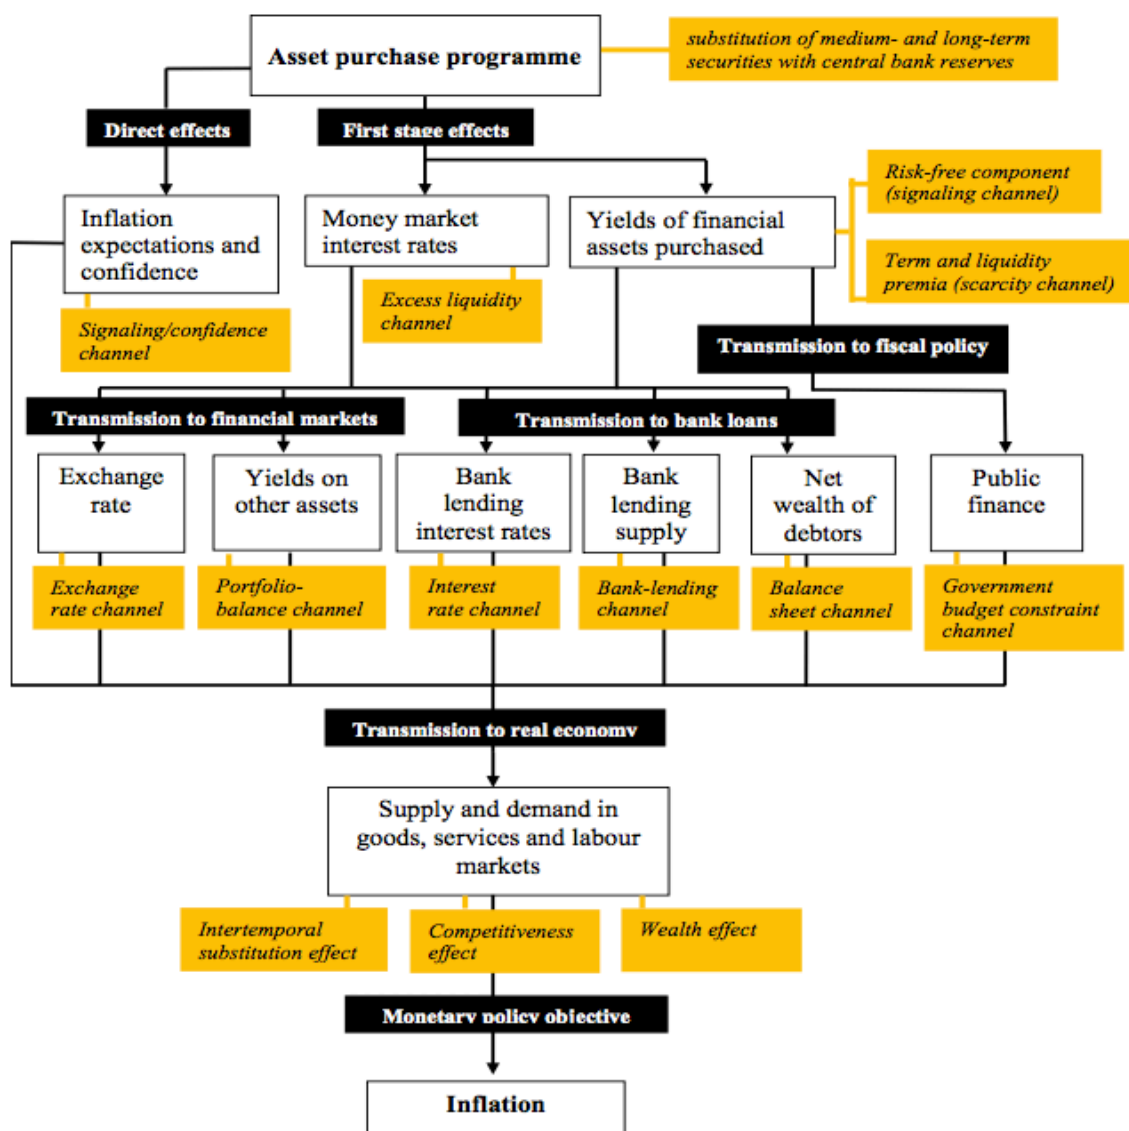 Asset purchase programme
substitution of medium- and long-term
securities with central bank reserves
Direct effects
First stage effects
Inflation
expectations and
confidence
Money market
interest rates
Yields of financial
assets purchased
Risk-free component
(signaling channel)
Term and liquidity
premia (scarcity channel)
Signaling/confidence
channel
Excess liquidity
channel
Transmission to fiscal policy
Transmission to financial markets
Transmission to bank loans
Exchange
rate
Yields on
other assets
Bank
lending
interest rates
Bank
lending
supply
Net
wealth of
debtors
Public
finance
Exchange
rate channel
Portfolio-
balance channel
Interest
rate channel
Bank-lending
channel
Balance
sheet channel
Government
budget constraint
channel
Transmission to real economy
Supply and demand in
goods, services and labour
markets
Intertemporal
substitution effect
Competitiveness
effect
Wealth effect
Monetary policy objective
Inflation